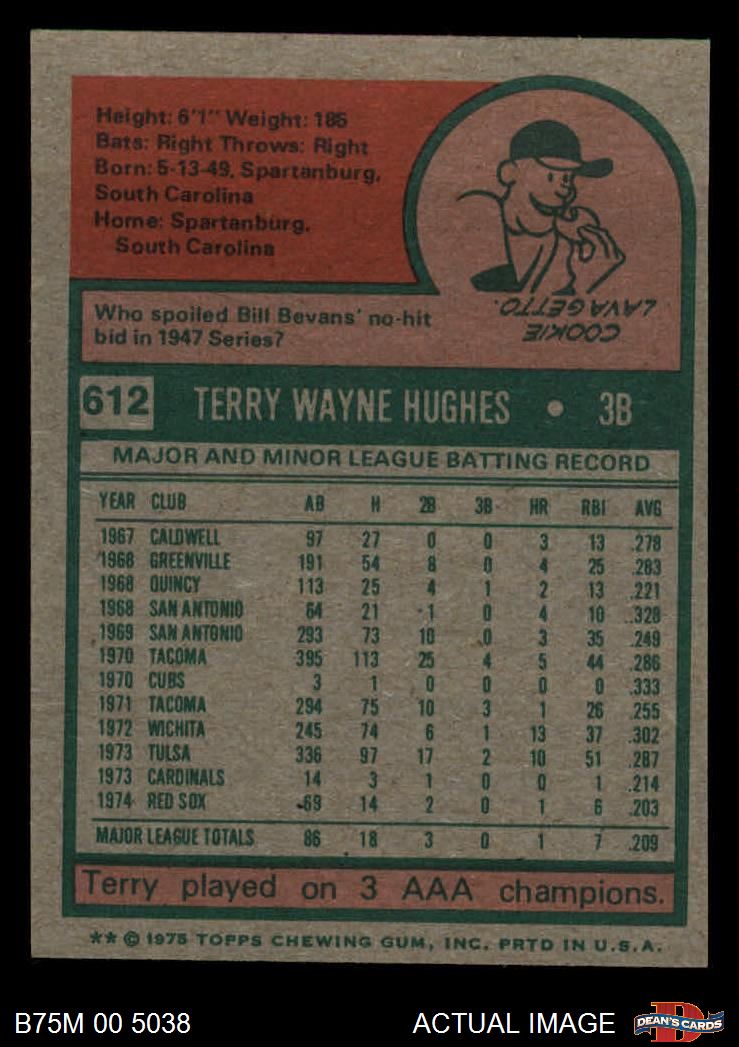 Height: 6'1" Weight: 185
Bats: Right Throws: Right
Born: 5-13-49, Spartanburg,
South Carolina
Home: Spartanburg,
South Carolina
COOKIE
LAVAGETTO.
Who spoiled Bill Bevans' no-hit
bid in 1947 Series?
612 TERRY WAYNE HUGHES • 3B
MAJOR AND MINOR LEAGUE BATTING RECORD
YEAR CLUB AB H 2B 3B HR RBI AVG
1967 CALDWELL 97 27 0 0 3 13 .278
1968 GREENVILLE 191 54 8 0 4 25 .283
1968 QUINCY 113 25 4 1 2 13 .221
1968 SAN ANTONIO 64 21 1 0 4 10 .328
1969 SAN ANTONIO 293 73 10 0 3 35 .249
1970 TACOMA 395 113 25 4 5 44 .286
1970 CUBS 3 1 0 0 0 0 .333
1971 TACOMA 294 75 10 3 1 26 .255
1972 WICHITA 245 74 6 1 13 37 .302
1973 TULSA 336 97 17 2 10 51 .287
1973 CARDINALS 14 3 1 0 0 1 .214
1974 RED SOX 69 14 2 0 1 6 .203
MAJOR LEAGUE TOTALS 86 18 3 0 1 7 .209
Terry played on 3 AAA champions.
** © 1975 TOPPS CHEWING GUM, INC. PRTD IN U.S.A.
B75M 00 5038 ACTUAL IMAGE D DEAN'S CARDS